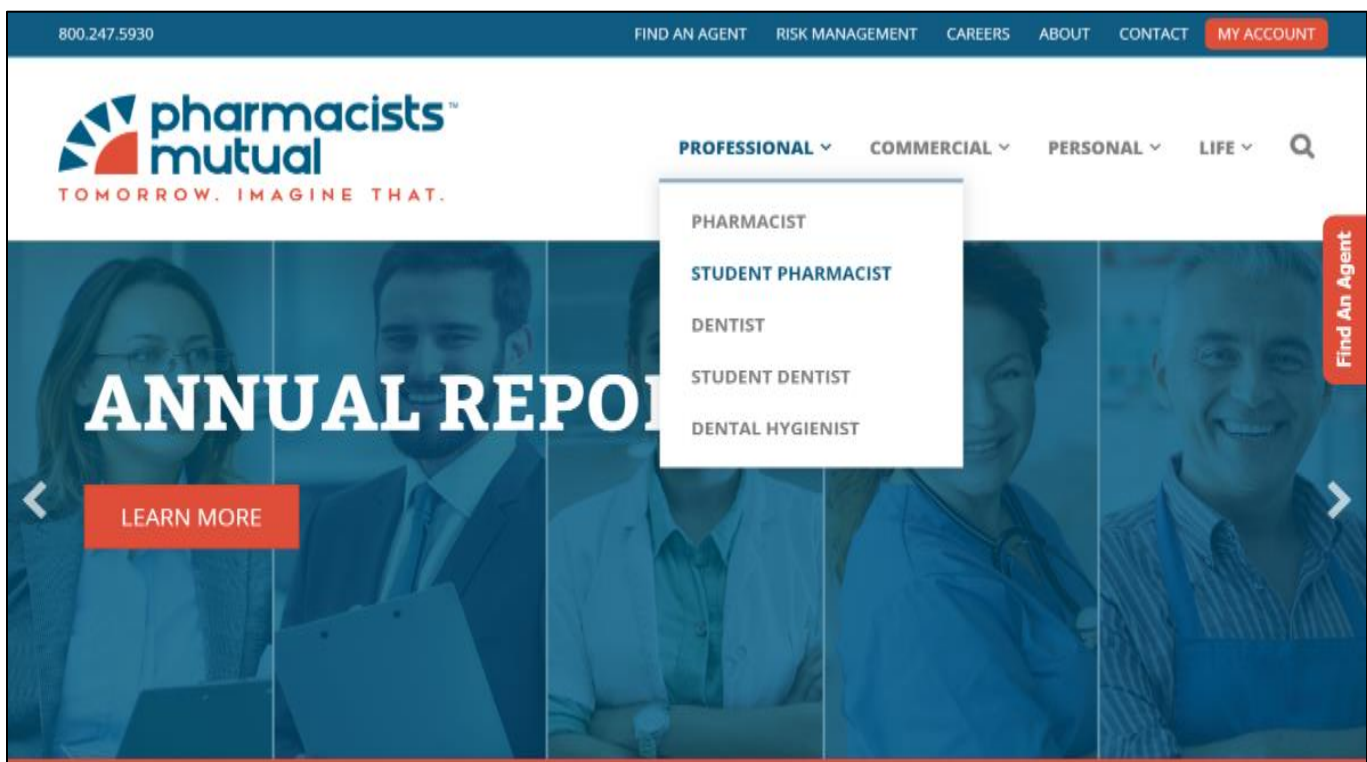 800.247.5930 FIND AN AGENT RISK MANAGEMENT CAREERS ABOUT CONTACT MY ACCOUNT
pharmacists™
mutual
TOMORROW. IMAGINE THAT.
PROFESSIONAL COMMERCIAL PERSONAL LIFE
PHARMACIST
STUDENT PHARMACIST
DENTIST
STUDENT DENTIST
DENTAL HYGIENIST
Find An Agent
ANNUAL
LEARN MORE